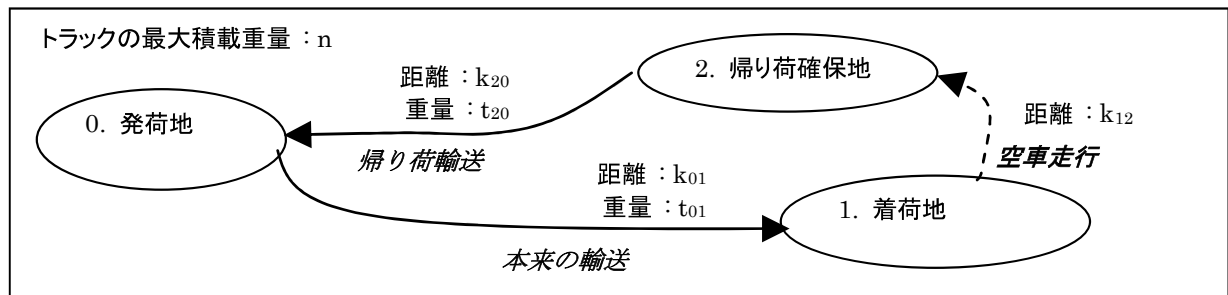 トラックの最大積載重量：n
2. 帰り荷確保地
距離：k20
重量：t20
0. 発荷地
帰り荷輸送
距離：k12
空車走行
距離：k01
重量：t01
1. 着荷地
本来の輸送